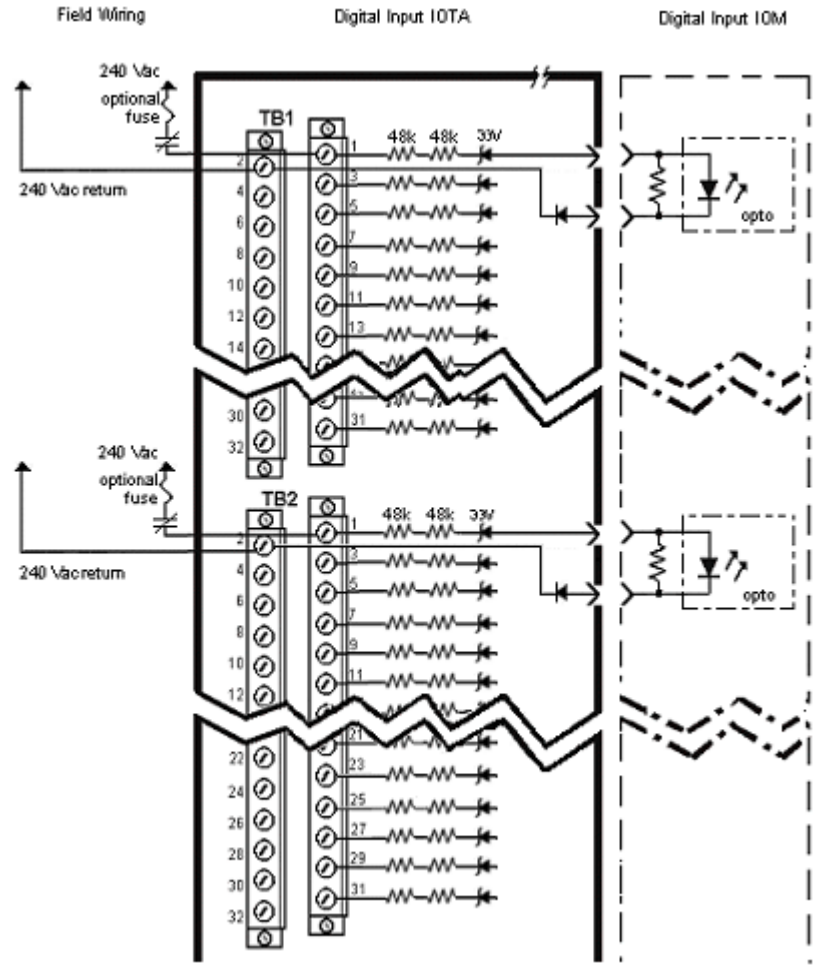 Field Wiring
Digital Input IOTA
Digital Input IOM
240 Vac
optional
fuse
TB1
48k 48k 33V
1
2
3
4
5
6
7
8
9
10
11
12
13
14
30
31
32
240 Vac return
opto
240 Vac
optional
fuse
TB2
48k 48k 33V
1
2
3
4
5
6
7
8
9
10
11
12
21
22
23
24
25
26
27
28
29
30
31
32
240 Vac return
opto